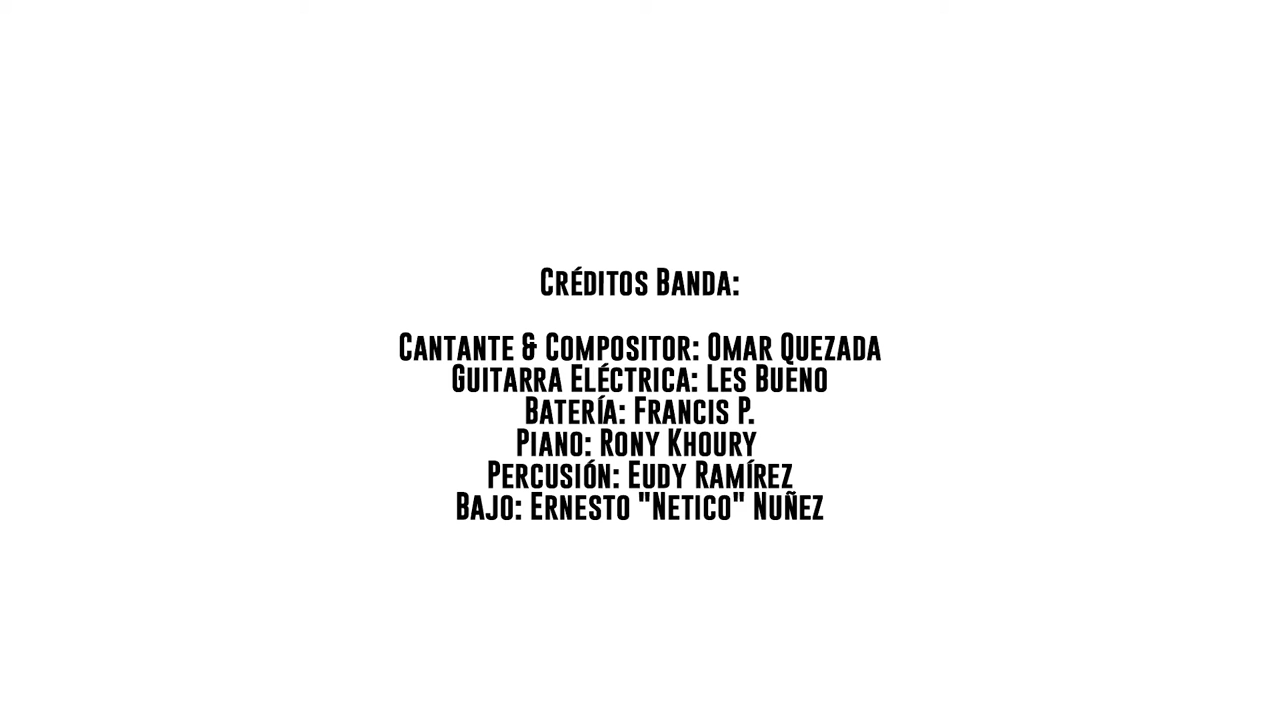 Créditos Banda:
Cantante & Compositor: Omar Quezada
Guitarra Eléctrica: Les Bueno
Batería: Francis P.
Piano: Rony Khoury
Percusión: Eudy Ramírez
Bajo: Ernesto "Netico" Nuñez